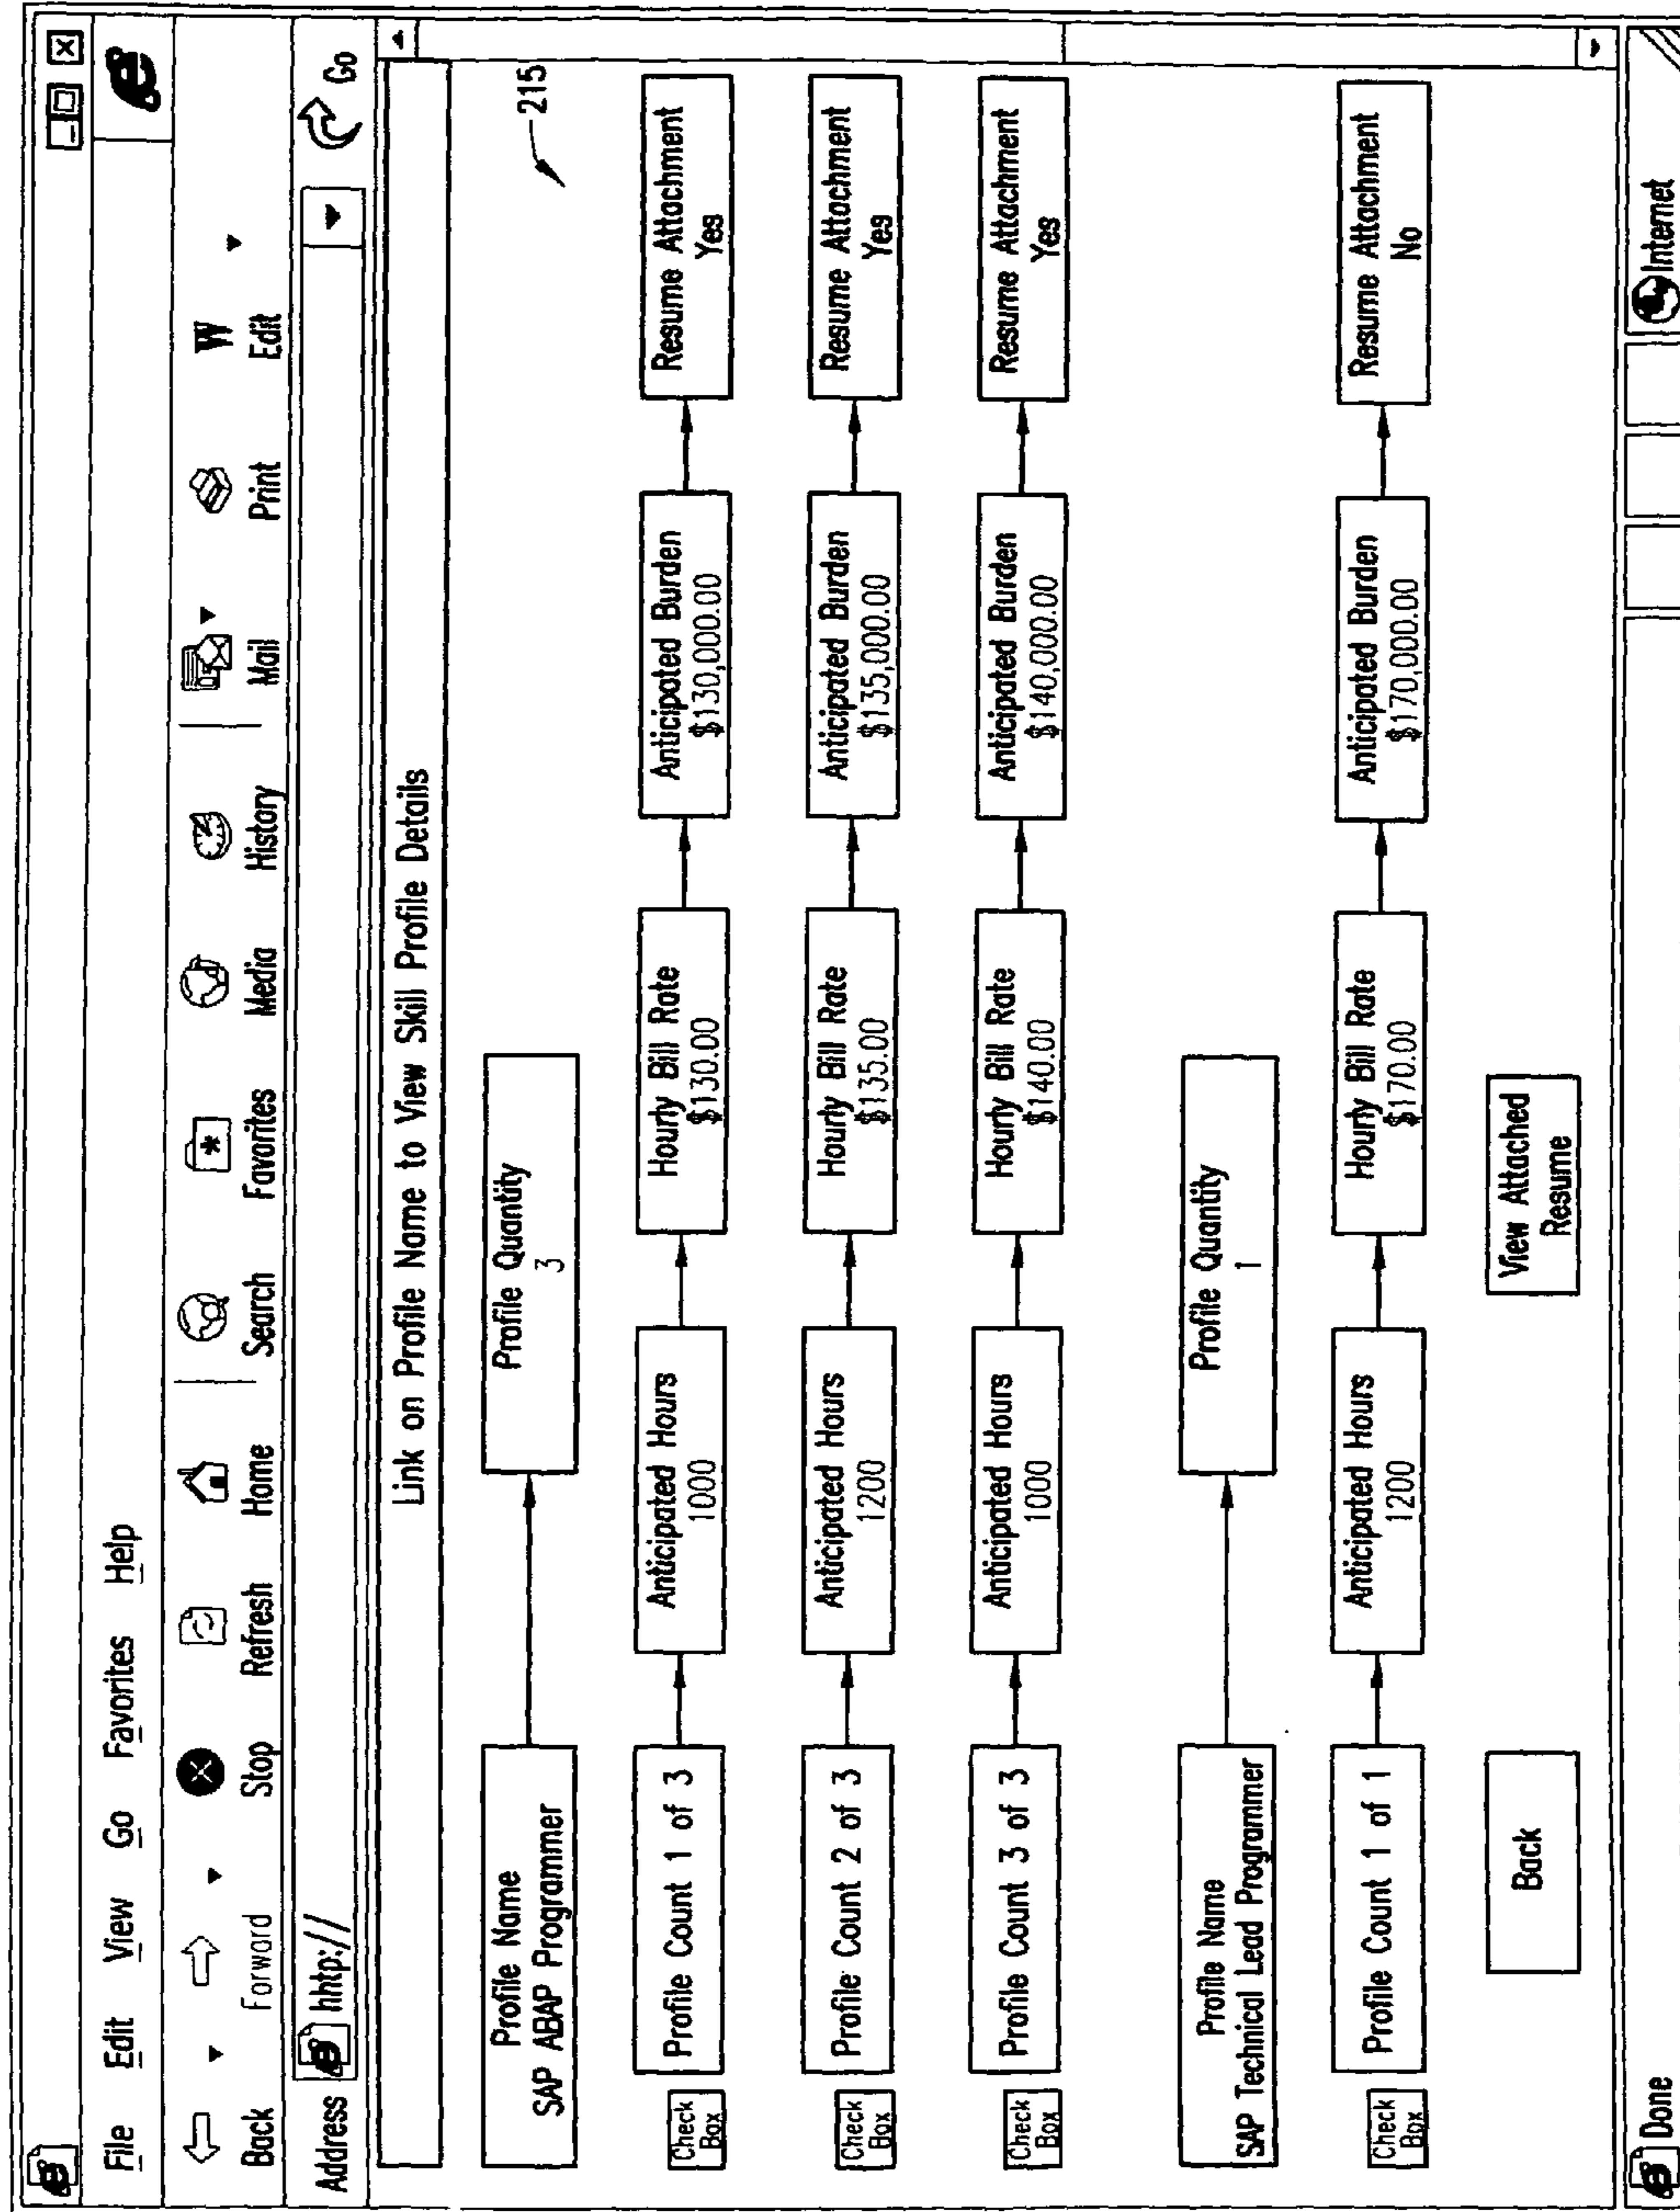 File Edit View Go Favorites Help
Back Forward Stop Refresh Home Search Favorites Media History Mail Print Edit
W
Address hhtp:// Go
Link on Profile Name to View Skill Profile Details
215
Profile Name
SAP ABAP Programmer
Profile Quantity
3
Check
Box
Profile Count 1 of 3
Anticipated Hours
1000
Hourly Bill Rate
$130.00
Anticipated Burden
$130,000.00
Resume Attachment
Yes
Check
Box
Profile Count 2 of 3
Anticipated Hours
1200
Hourly Bill Rate
$135.00
Anticipated Burden
$135,000.00
Resume Attachment
Yes
Check
Box
Profile Count 3 of 3
Anticipated Hours
1000
Hourly Bill Rate
$140.00
Anticipated Burden
$140,000.00
Resume Attachment
Yes
Profile Name
SAP Technical Lead Programmer
Profile Quantity
1
Check
Box
Profile Count 1 of 1
Anticipated Hours
1200
Hourly Bill Rate
$170.00
Anticipated Burden
$170,000.00
Resume Attachment
No
Back
View Attached
Resume
Done
Internet